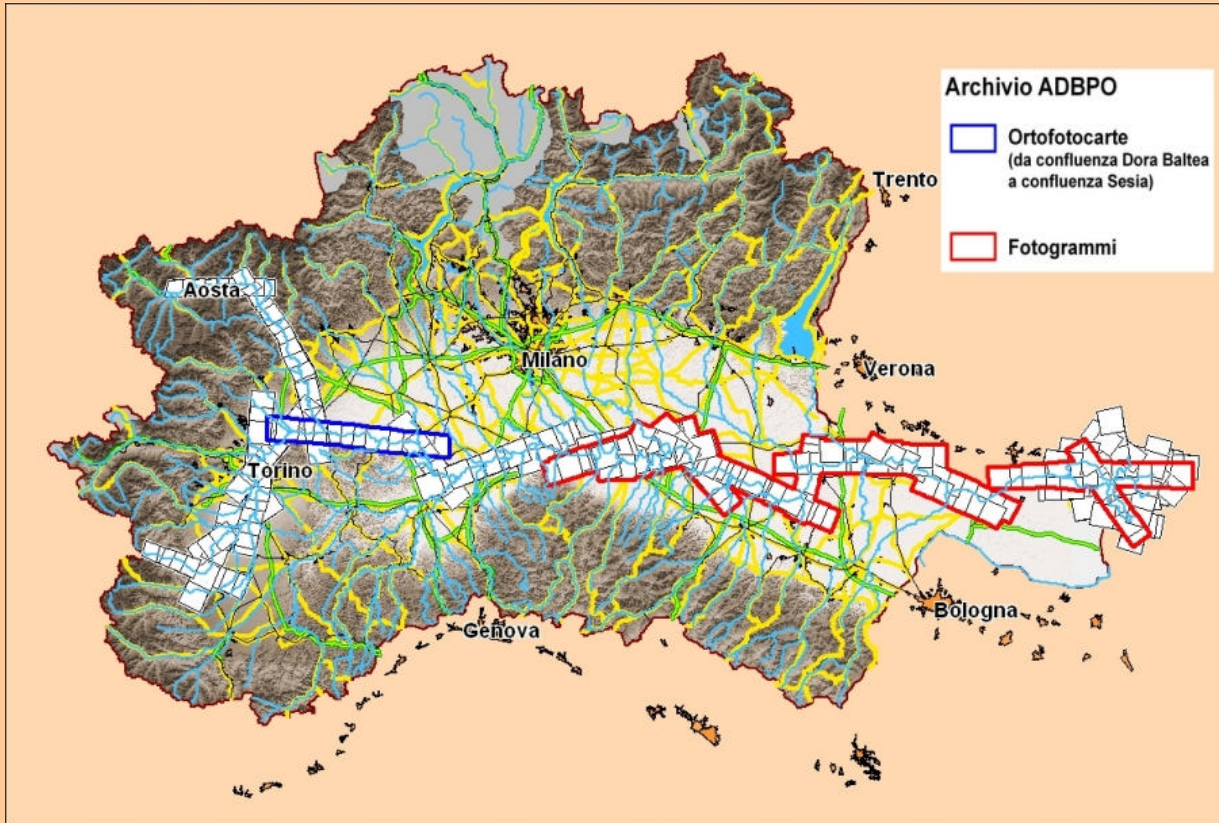 Archivio ADBPO
Ortofotocarte
(da confluenza Dora Baltea
a confluenza Sesia)
Fotogrammi
Trento
Aosta
Milano
Verona
Torino
Bologna
Genova